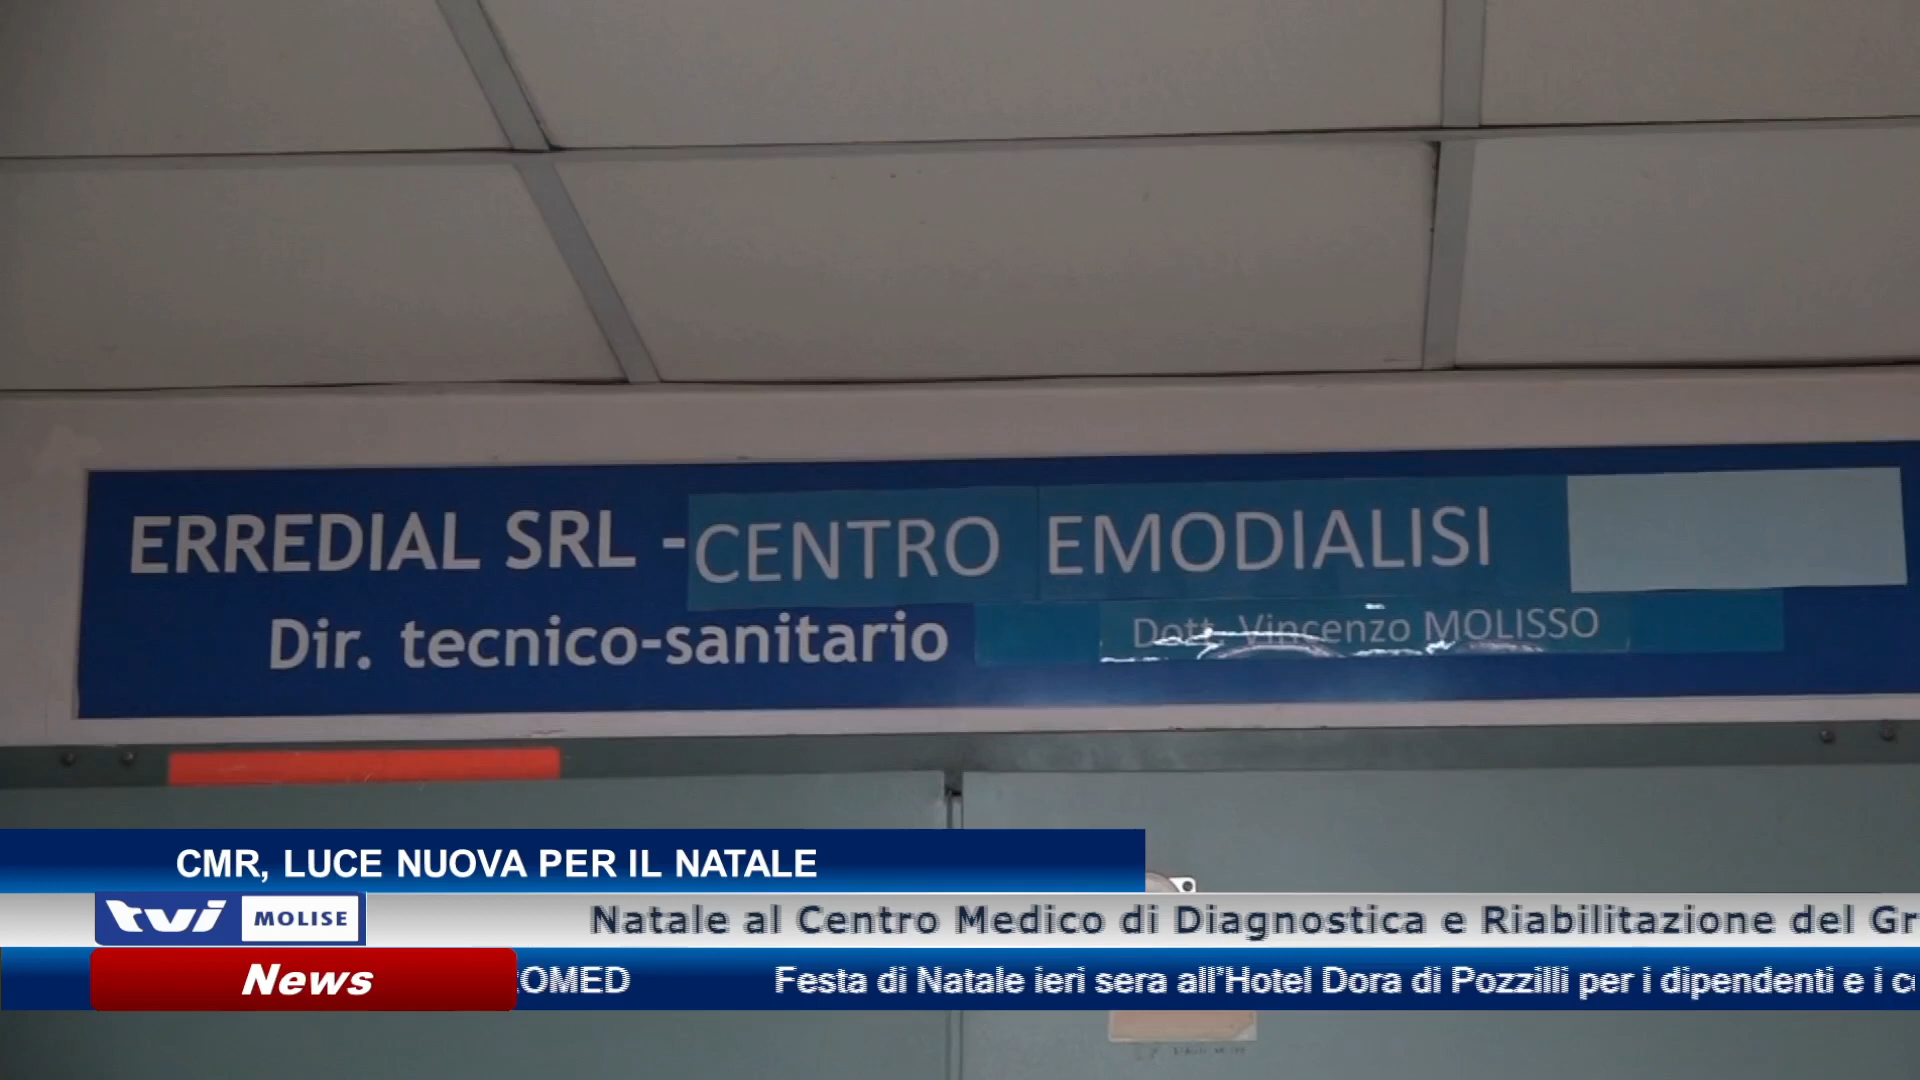 ERREDIAL SRL - CENTRO EMODIALISI
Dir. tecnico-sanitario Dott. Vincenzo MOLISSO
CMR, LUCE NUOVA PER IL NATALE
tvi MOLISE
Natale al Centro Medico di Diagnostica e Riabilitazione del Gr
News
OMED Festa di Natale ieri sera all'Hotel Dora di Pozzilli per i dipendenti e i c